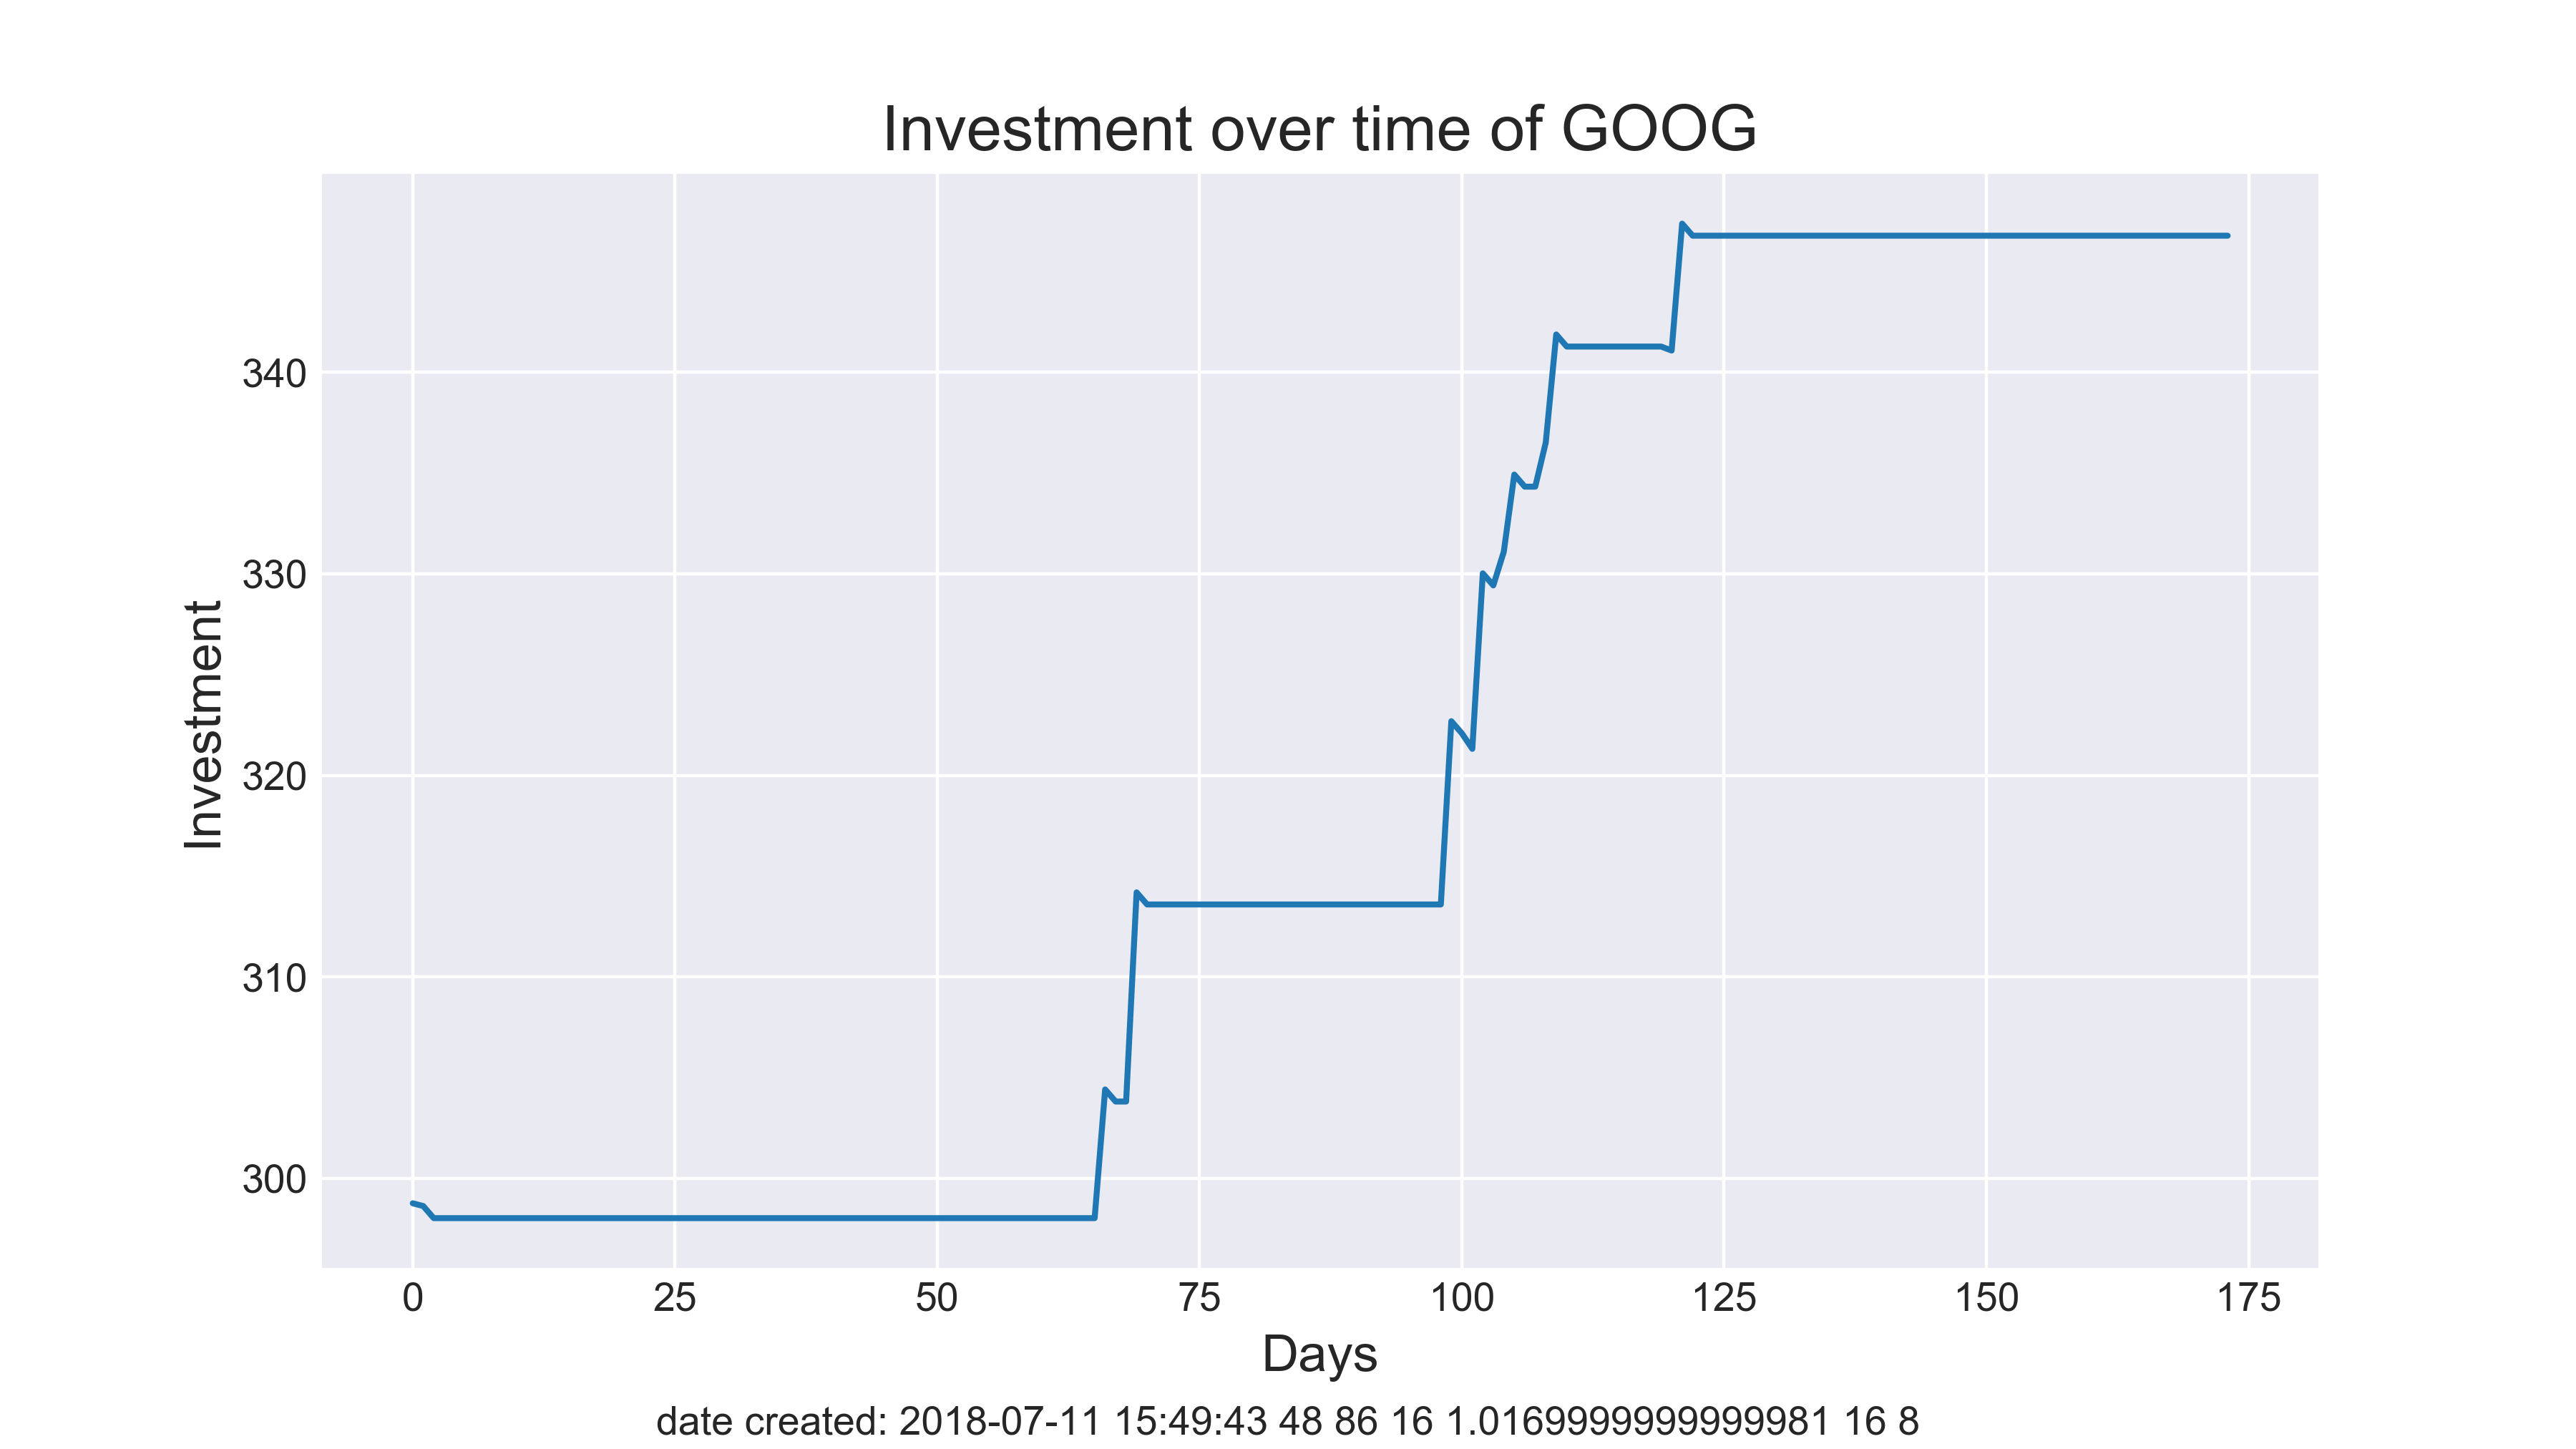 Investment over time of GOOG
Investment
340
330
320
310
300
0 25 50 75 100 125 150 175
Days
date created: 2018-07-11 15:49:43 48 86 16 1.0169999999999981 16 8